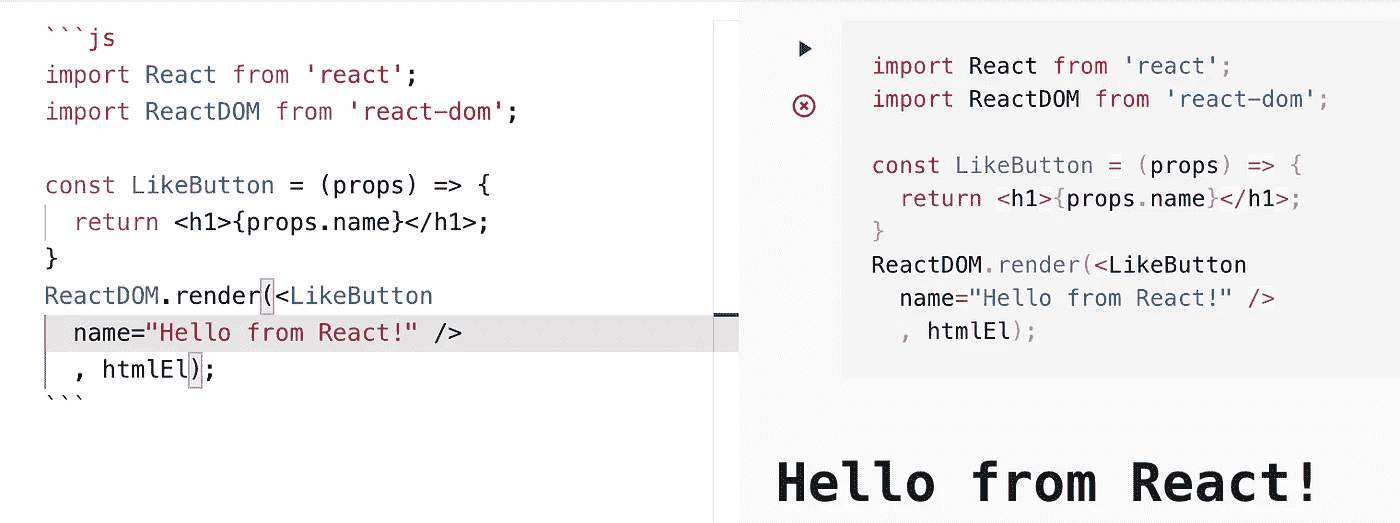 ```js
import React from 'react';
import ReactDOM from 'react-dom';
const LikeButton = (props) => {
  return <h1>{props.name}</h1>;
}
ReactDOM.render(<LikeButton
  name="Hello from React!" />
  , htmlEl);
```
import React from 'react';
import ReactDOM from 'react-dom';
const LikeButton = (props) => {
  return <h1>{props.name}</h1>;
}
ReactDOM.render(<LikeButton
  name="Hello from React!" />
  , htmlEl);
Hello from React!